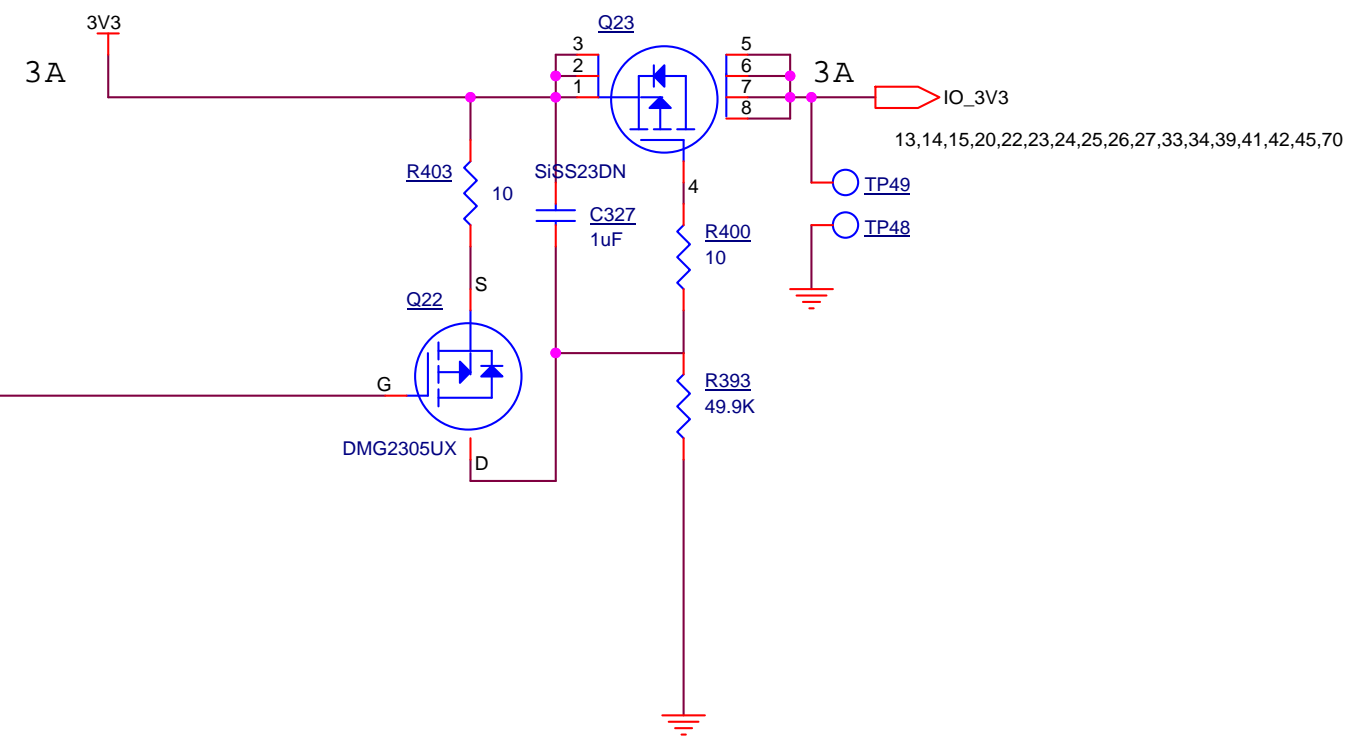 3V3
Q23
3A
3
2
1
5
6
7
8
3A
IO_3V3
13,14,15,20,22,23,24,25,26,27,33,34,39,41,42,45,70
R403
10
SiSS23DN
4
TP49
C327
1uF
R400
10
TP48
S
Q22
G
R393
49.9K
DMG2305UX
D